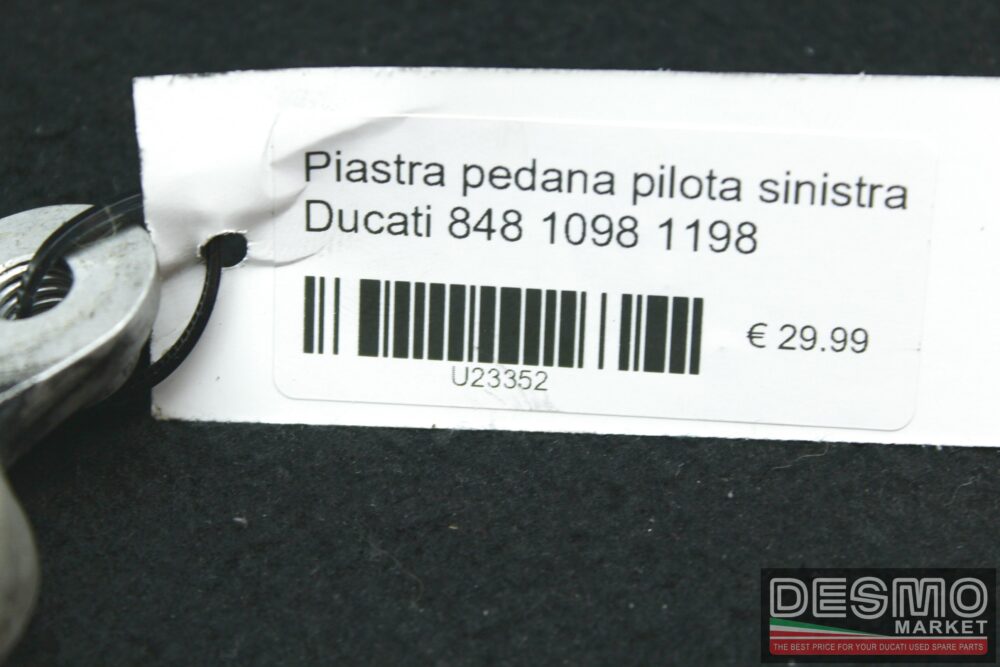 Piastra pedana pilota sinistra
Ducati 848 1098 1198
€ 29.99
U23352
DESMO
MARKET
THE BEST PRICE FOR YOUR DUCATI USED SPARE PARTS